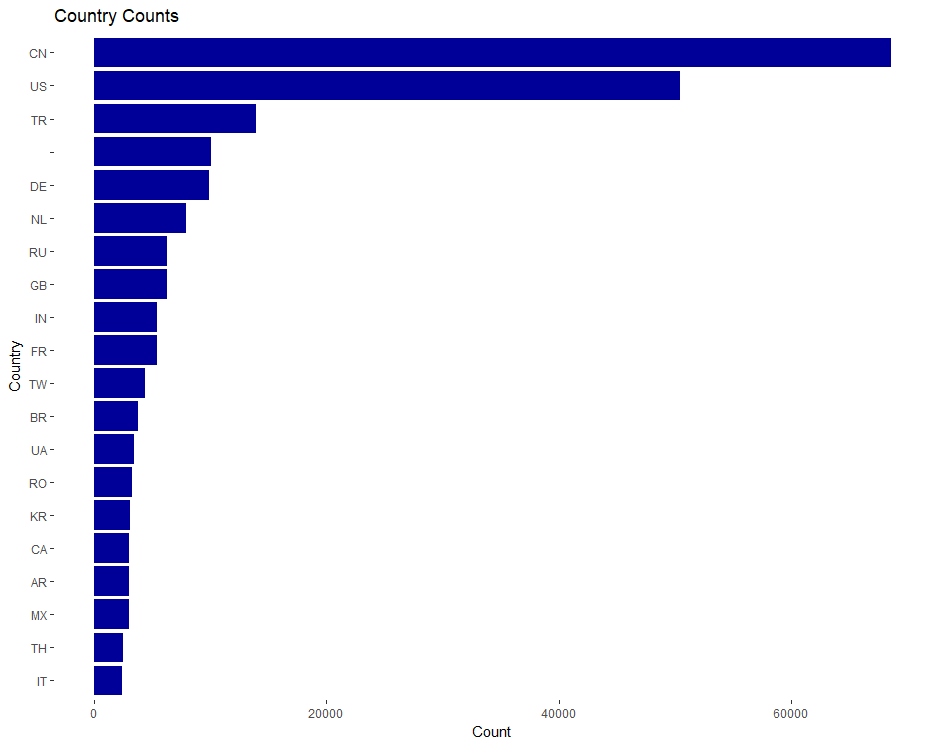 Country Counts
CN
US
TR
DE
NL
RU
GB
IN
FR
TW
BR
UA
RO
KR
CA
AR
MX
TH
IT
Country
0 20000 40000 60000
Count